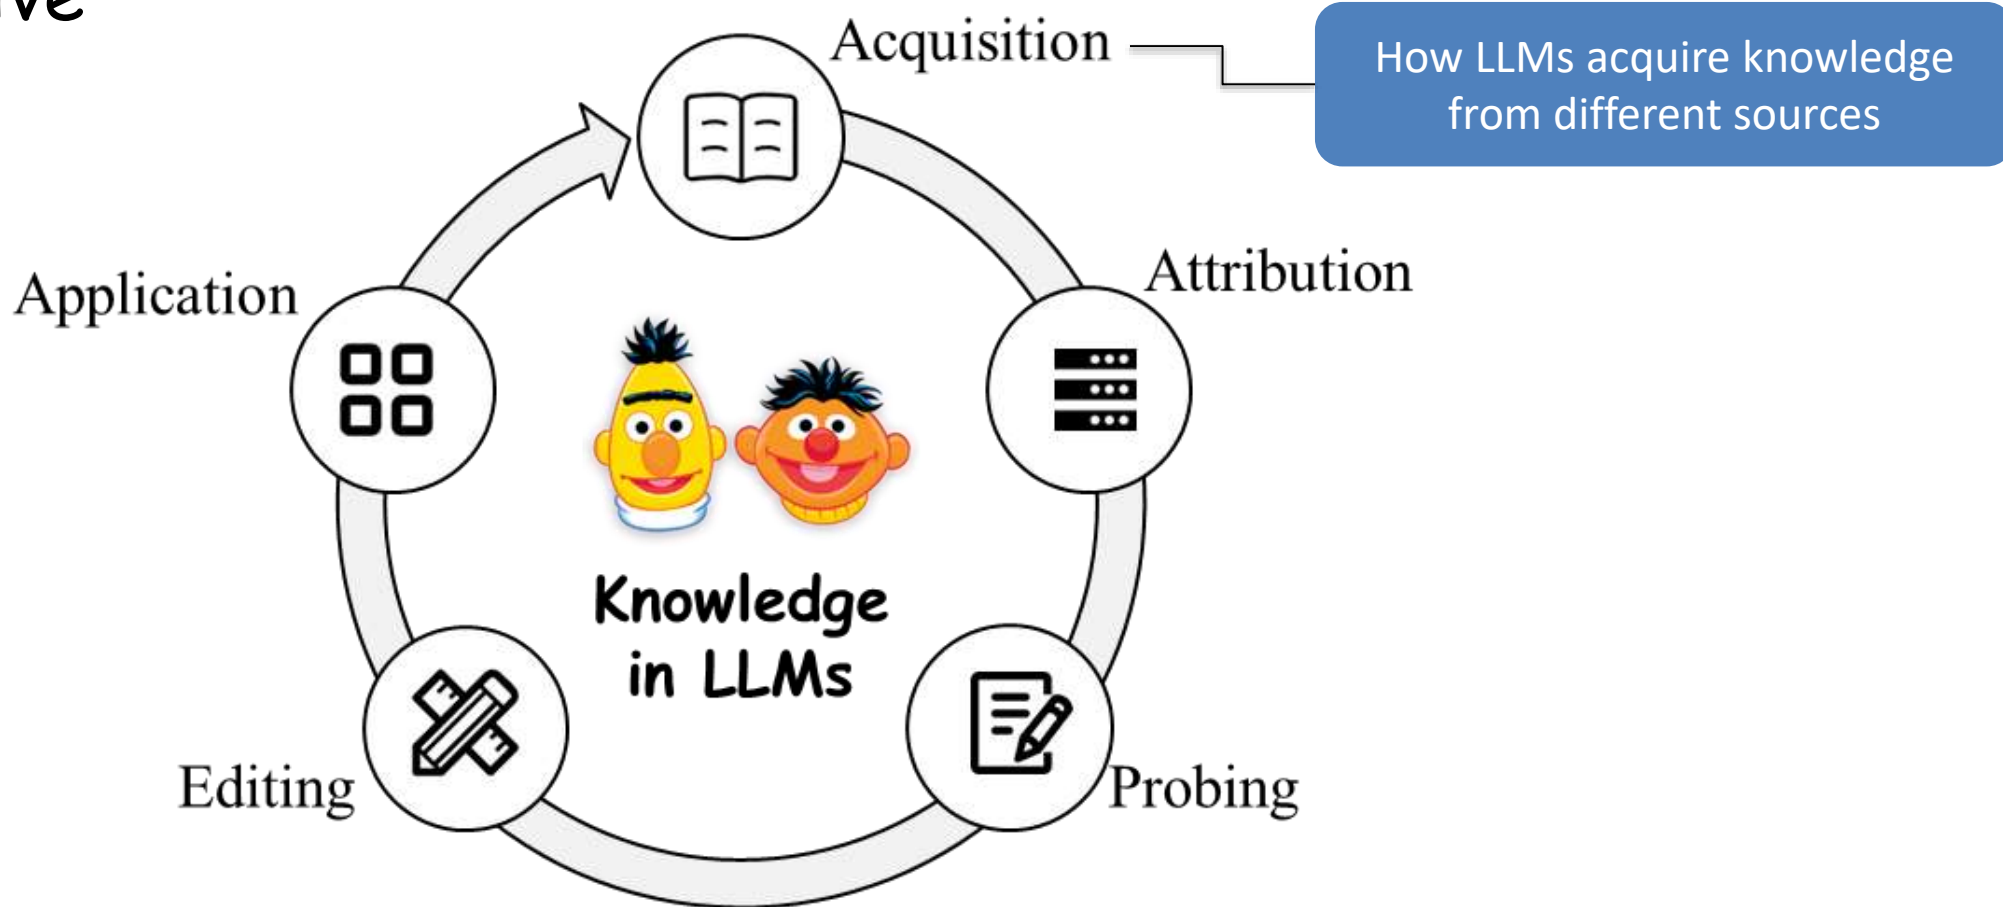 Acquisition
How LLMs acquire knowledge
from different sources
Attribution
Application
Knowledge
in LLMs
Editing
Probing